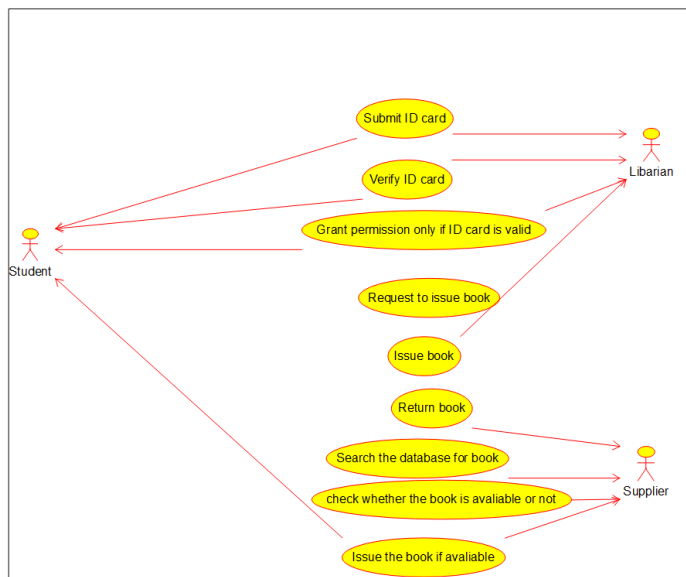 Submit ID card
Libarian
Verify ID card
Grant permission only if ID card is valid
Student
Request to issue book
Issue book
Return book
Search the database for book
Supplier
check whether the book is avaliable or not
Issue the book if avaliable